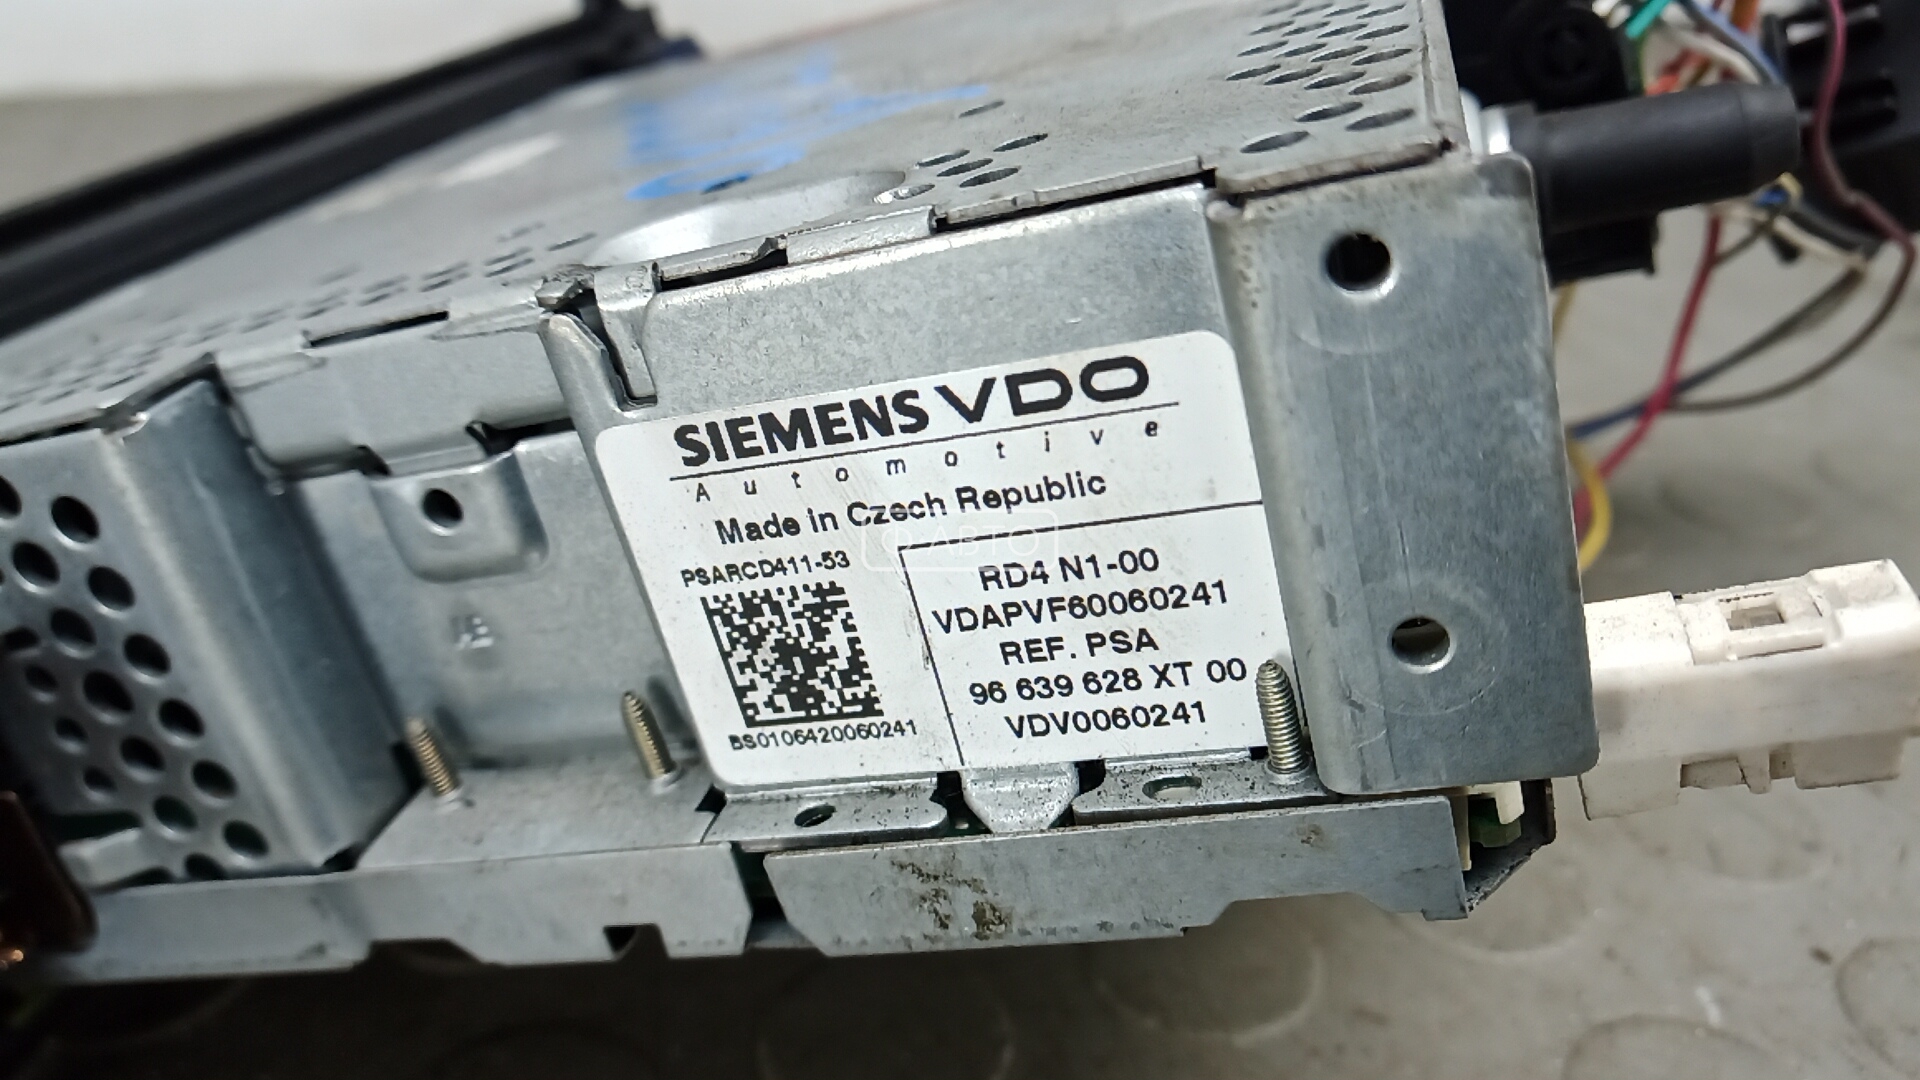 SIEMENS VDO
Automotive
Made in Czech Republic
PSARCD411-53
BS0106420060241
RD4 N1-00
VDAPVF60060241
REF. PSA
96 639 628 XT 00
VDV0060241
АВТО